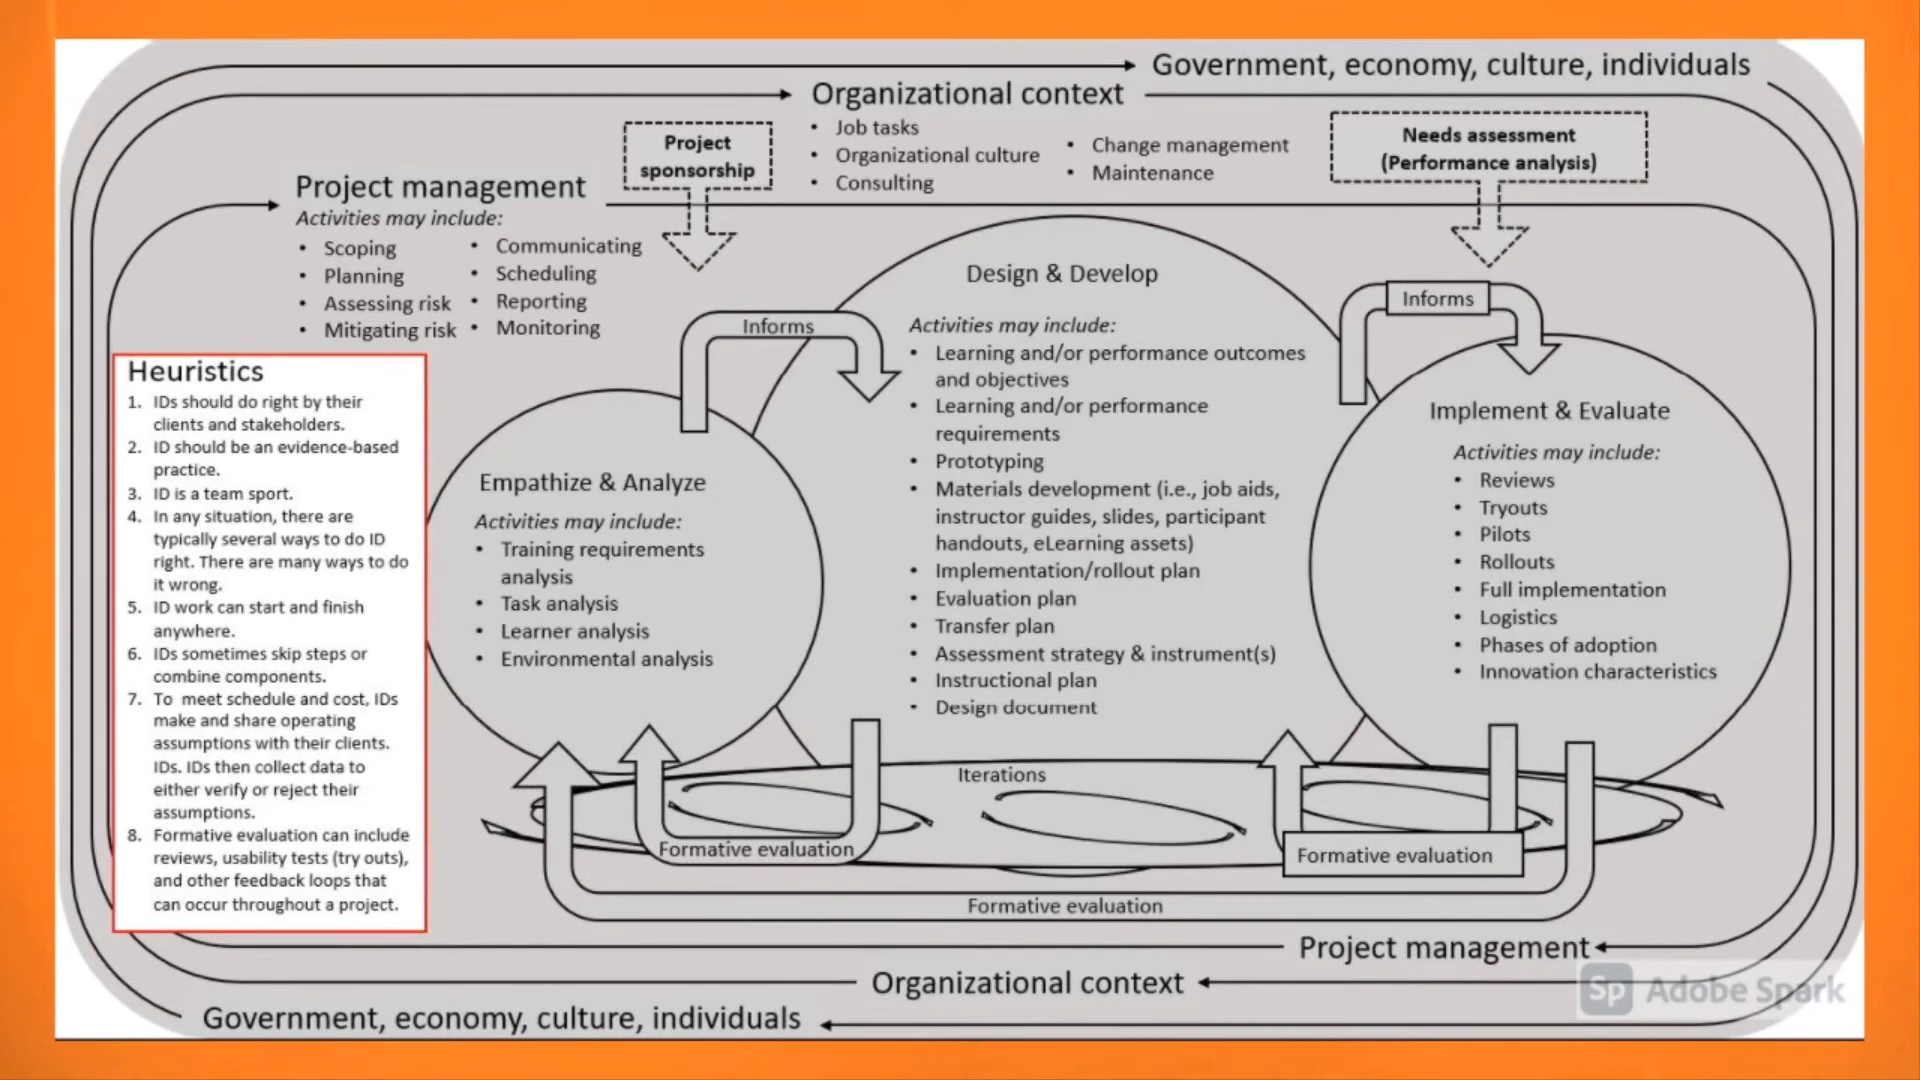 Government, economy, culture, individuals
Organizational context
• Job tasks
• Organizational culture
• Consulting
• Change management
• Maintenance
Project
sponsorship
Needs assessment
(Performance analysis)
Project management
Activities may include:
• Scoping
• Planning
• Assessing risk
• Mitigating risk
• Communicating
• Scheduling
• Reporting
• Monitoring
Heuristics
1. IDs should do right by their
clients and stakeholders.
2. ID should be an evidence-based
practice.
3. ID is a team sport.
4. In any situation, there are
typically several ways to do ID
right. There are many ways to do
it wrong.
5. ID work can start and finish
anywhere.
6. IDs sometimes skip steps or
combine components.
7. To meet schedule and cost, IDs
make and share operating
assumptions with their clients.
IDs. IDs then collect data to
either verify or reject their
assumptions.
8. Formative evaluation can include
reviews, usability tests (try outs),
and other feedback loops that
can occur throughout a project.
Informs
Empathize & Analyze
Activities may include:
• Training requirements
analysis
• Task analysis
• Learner analysis
• Environmental analysis
Design & Develop
Activities may include:
• Learning and/or performance outcomes
and objectives
• Learning and/or performance
requirements
• Prototyping
• Materials development (i.e., job aids,
instructor guides, slides, participant
handouts, eLearning assets)
• Implementation/rollout plan
• Evaluation plan
• Transfer plan
• Assessment strategy & instrument(s)
• Instructional plan
• Design document
Informs
Implement & Evaluate
Activities may include:
• Reviews
• Tryouts
• Pilots
• Rollouts
• Full implementation
• Logistics
• Phases of adoption
• Innovation characteristics
Iterations
Formative evaluation
Formative evaluation
Formative evaluation
Project management
Organizational context
Government, economy, culture, individuals
Sp Adobe Spark